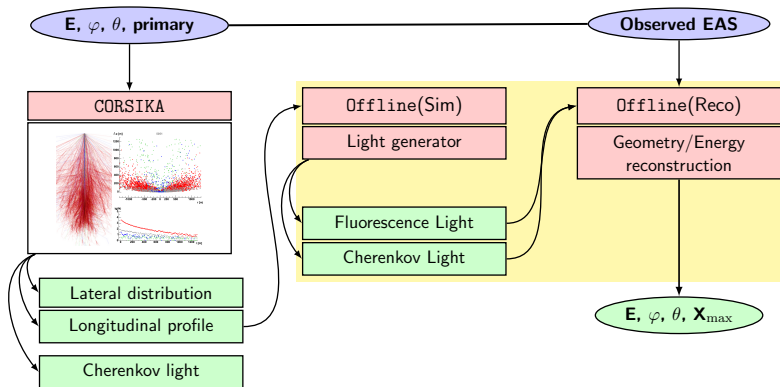 E, φ, θ, primary
Observed EAS
CORSIKA
Offline(Sim)
Light generator
Offline(Reco)
Geometry/Energy
reconstruction
Fluorescence Light
Cherenkov Light
Lateral distribution
Longitudinal profile
Cherenkov light
E, φ, θ, Xmax